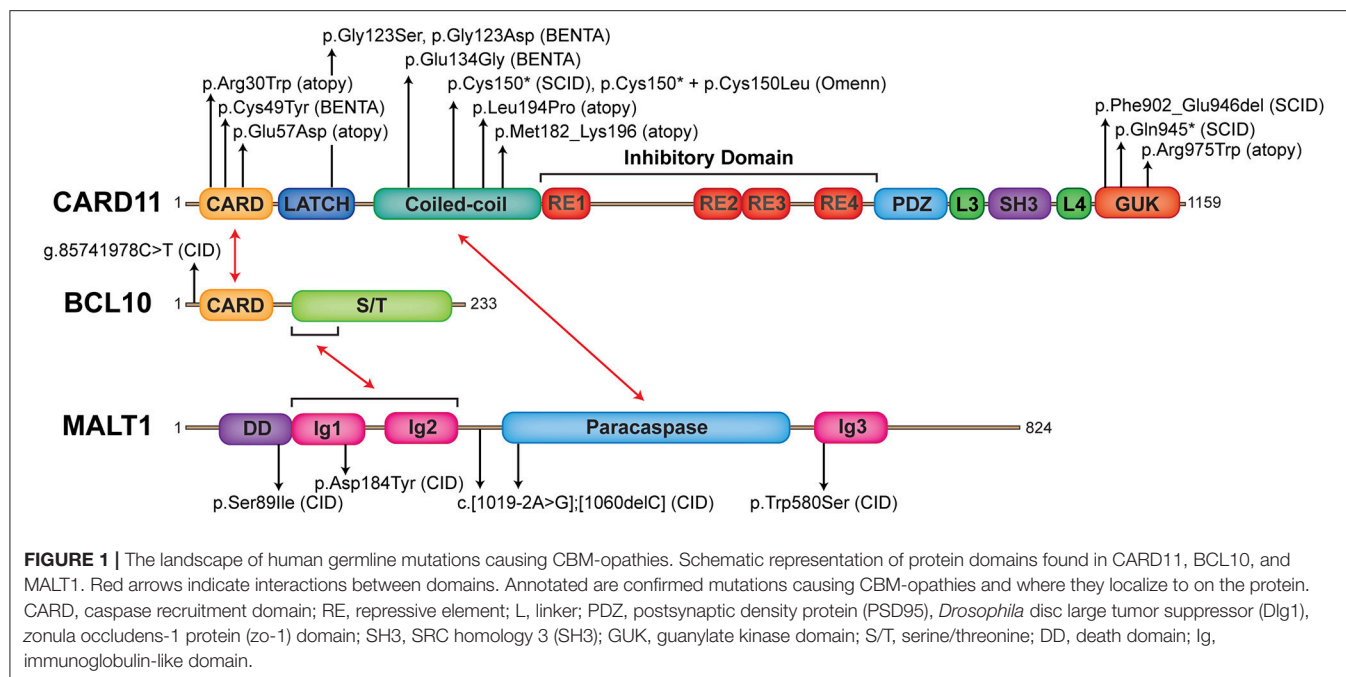 p.Gly123Ser, p.Gly123Asp (BENTA)
p.Glu134Gly (BENTA)
p.Arg30Trp (atopy)
p.Cys150* (SCID), p.Cys150* + p.Cys150Leu (Omenn)
p.Cys49Tyr (BENTA)
p.Leu194Pro (atopy)
p.Phe902_Glu946del (SCID)
p.Glu57Asp (atopy)
p.Met182_Lys196 (atopy)
p.Gln945* (SCID)
p.Arg975Trp (atopy)
Inhibitory Domain
CARD11 1 CARD LATCH Coiled-coil RE1 RE2 RE3 RE4 PDZ L3 SH3 L4 GUK 1159
g.85741978C>T (CID)
BCL10 1 CARD S/T 233
MALT1 1 DD Ig1 Ig2 Paracaspase Ig3 824
p.Asp184Tyr (CID)
p.Ser89Ile (CID) c.[1019-2A>G];[1060delC] (CID) p.Trp580Ser (CID)
FIGURE 1 | The landscape of human germline mutations causing CBM-opathies. Schematic representation of protein domains found in CARD11, BCL10, and
MALT1. Red arrows indicate interactions between domains. Annotated are confirmed mutations causing CBM-opathies and where they localize to on the protein.
CARD, caspase recruitment domain; RE, repressive element; L, linker; PDZ, postsynaptic density protein (PSD95), Drosophila disc large tumor suppressor (Dlg1),
zonula occludens-1 protein (zo-1) domain; SH3, SRC homology 3 (SH3); GUK, guanylate kinase domain; S/T, serine/threonine; DD, death domain; Ig,
immunoglobulin-like domain.